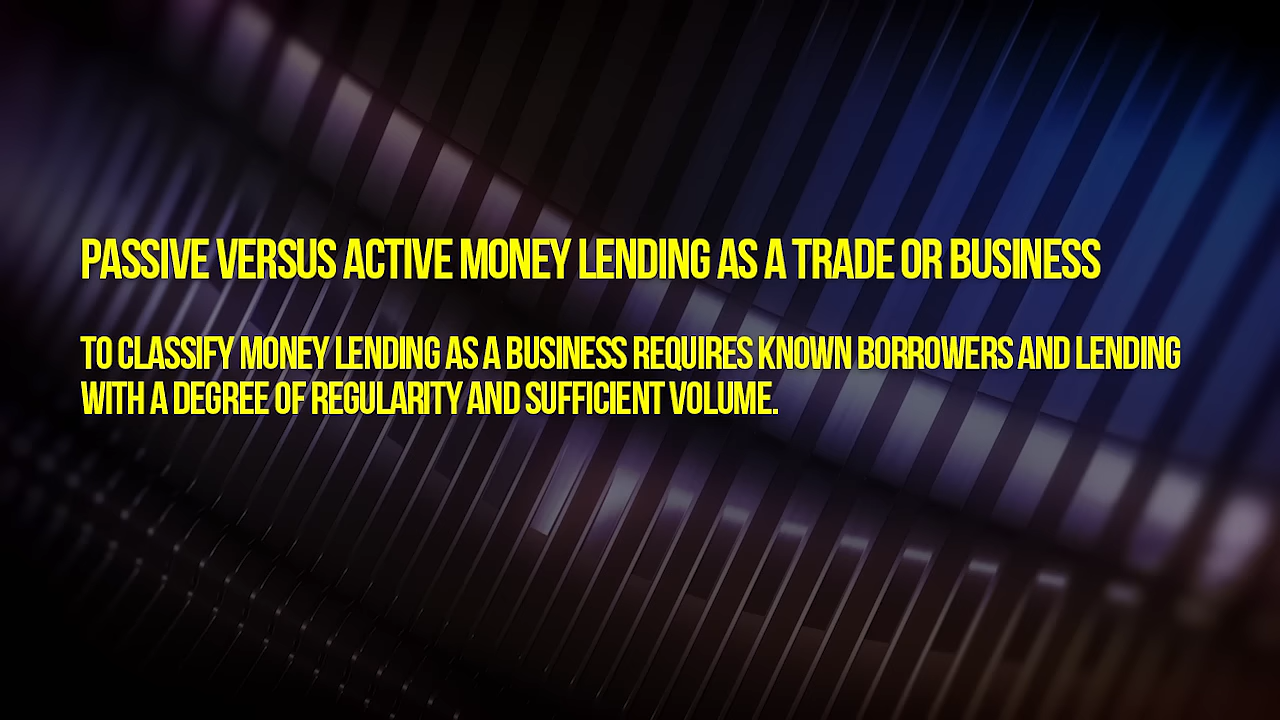 PASSIVE VERSUS ACTIVE MONEY LENDING AS A TRADE OR BUSINESS
TO CLASSIFY MONEY LENDING AS A BUSINESS REQUIRES KNOWN BORROWERS AND LENDING
WITH A DEGREE OF REGULARITY AND SUFFICIENT VOLUME.